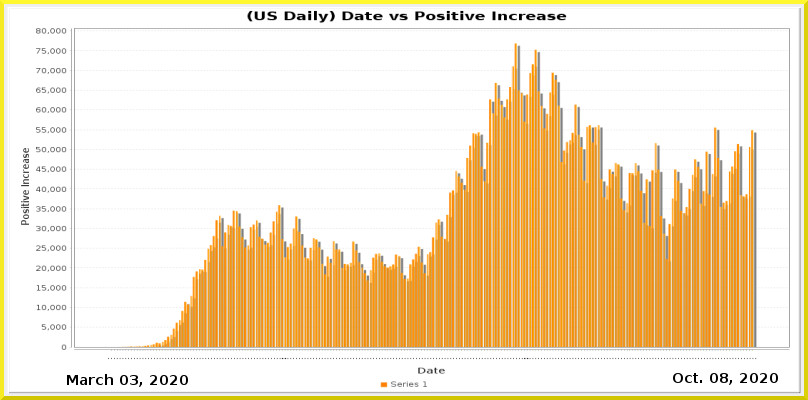 (US Daily) Date vs Positive Increase
80,000
75,000
70,000
65,000
60,000
55,000
50,000
45,000
40,000
35,000
30,000
25,000
20,000
15,000
10,000
5,000
0
Positive Increase
Date
March 03, 2020
Oct. 08, 2020
Series 1